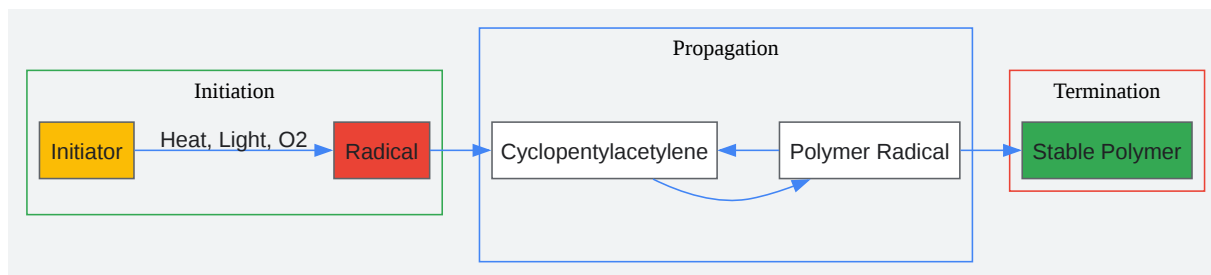 Propagation
Initiation
Termination
Initiator
Heat, Light, O2
Radical
Cyclopentylacetylene
Polymer Radical
Stable Polymer